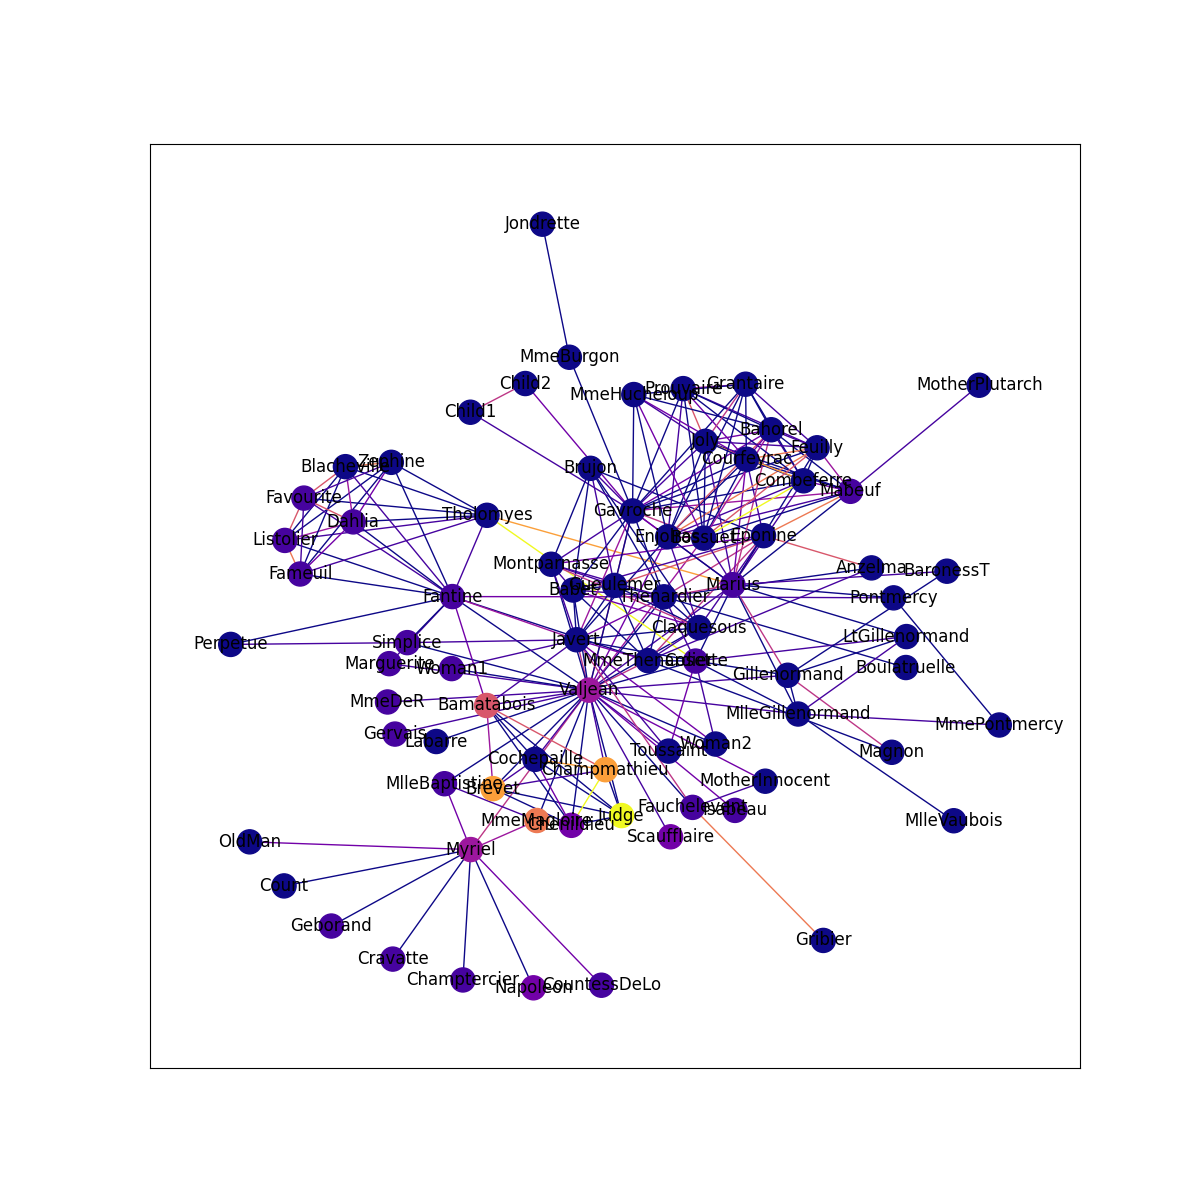 Jondrette
MmeBurgon
Child2
MotherPlutarch
Grantaire
Prouvaire
MmeHucheloup
Child1
Bahorel
Joly
Feuilly
Courfeyrac
Zephine
Blacheville
Brujon
Combeferre
Mabeuf
Favourite
Gavroche
Tholomyes
Dahlia
Eponine
Enjolras
Bossuet
Listolier
Montparnasse
Anzelma
BaronessT
Fameuil
Gueulemer
Marius
Babet
Fantine
Thenardier
Pontmercy
Claquesous
LtGillenormand
Javert
Perpetue
Simplice
MmeThenardier
Cosette
Marguerite
Woman1
Boulatruelle
Gillenormand
Valjean
MmeDeR
Bamatabois
MlleGillenormand
MmePontmercy
Gervais
Labarre
Woman2
Toussaint
Magnon
Cochepaille
Champmathieu
MotherInnocent
MlleBaptistine
Brevet
Fauchelevent
Isabeau
Judge
MmeMagloire
Chenildieu
MlleVaubois
Scaufflaire
OldMan
Myriel
Count
Geborand
Gribier
Cravatte
Champtercier
CountessDeLo
Napoleon